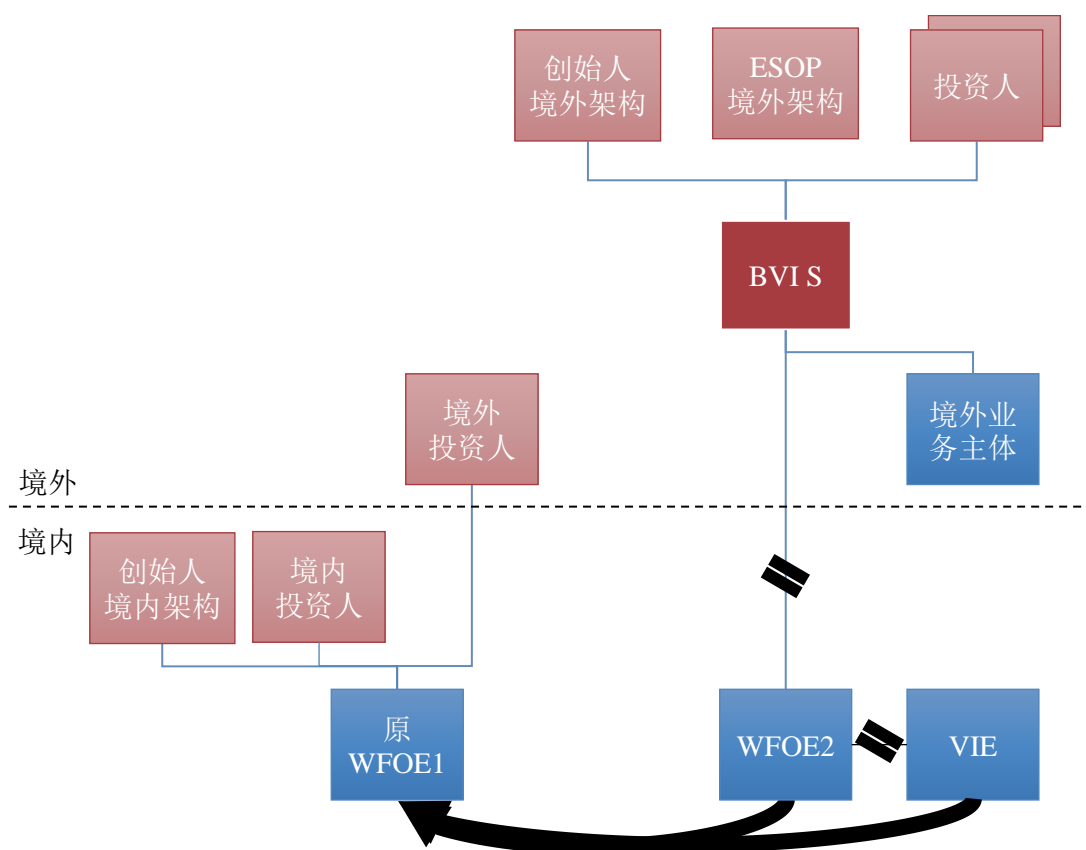 创始人
境外架构
ESOP
境外架构
投资人
BVI S
境外
投资人
境外业
务主体
境外
境内
创始人
境内架构
境内
投资人
原
WFOE1
WFOE2
VIE